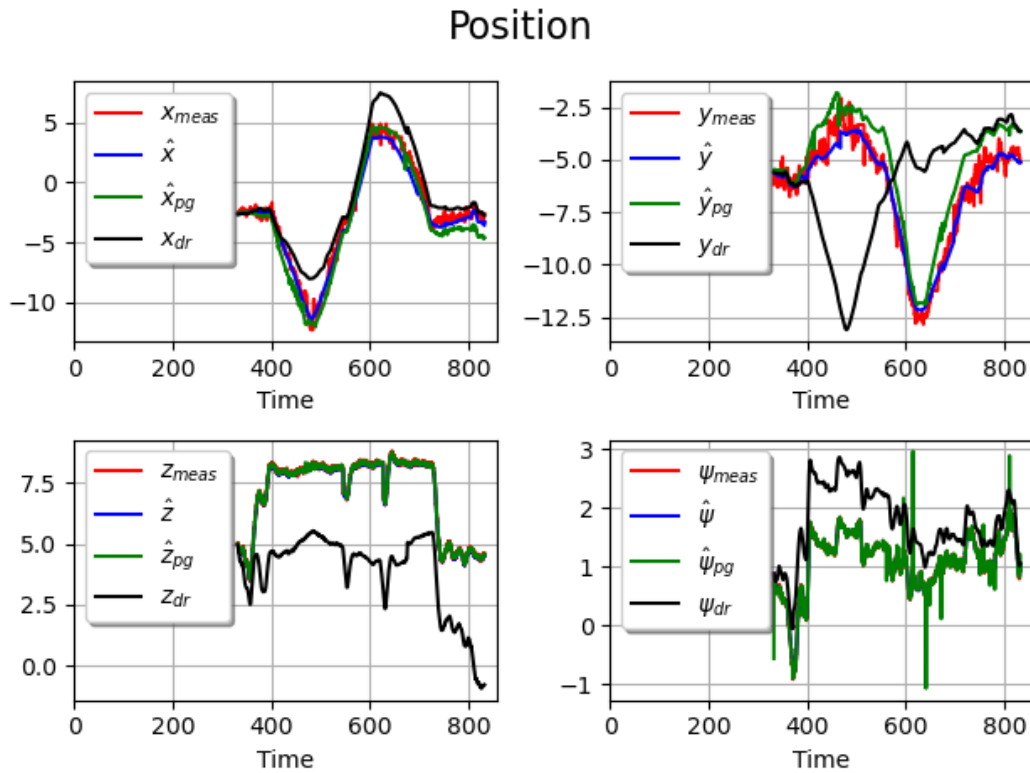 Position
x_meas
x̂
x̂_pg
x_dr
5
0
−5
−10
0 200 400 600 800
Time
y_meas
ŷ
ŷ_pg
y_dr
−2.5
−5.0
−7.5
−10.0
−12.5
0 200 400 600 800
Time
z_meas
ẑ
ẑ_pg
z_dr
7.5
5.0
2.5
0.0
0 200 400 600 800
Time
ψ_meas
ψ̂
ψ̂_pg
ψ_dr
3
2
1
0
−1
0 200 400 600 800
Time